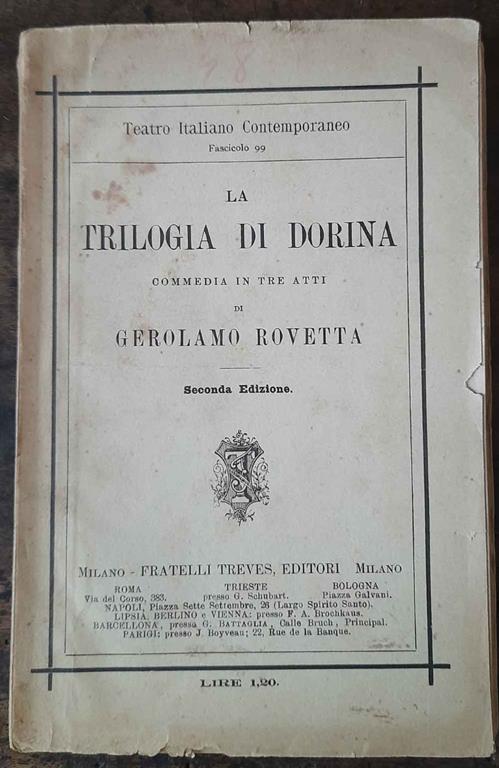 48
Teatro Italiano Contemporaneo
Fascicolo 99
LA
TRILOGIA DI DORINA
COMMEDIA IN TRE ATTI
DI
GEROLAMO ROVETTA
Seconda Edizione.
MILANO - FRATELLI TREVES, EDITORI MILANO
ROMA TRIESTE BOLOGNA
Via del Corso, 383. presso G. Schubart. Piazza Galvani.
NAPOLI, Piazza Sette Settembre, 26 (Largo Spirito Santo).
LIPSIA, BERLINO e VIENNA: presso F. A. Brockhaus.
BARCELLONA, presso G. BATTAGLIA, Calle Bruch, Principal.
PARIGI: presso J. Boyveau; 22, Rue de la Banque.
LIRE 1,20.